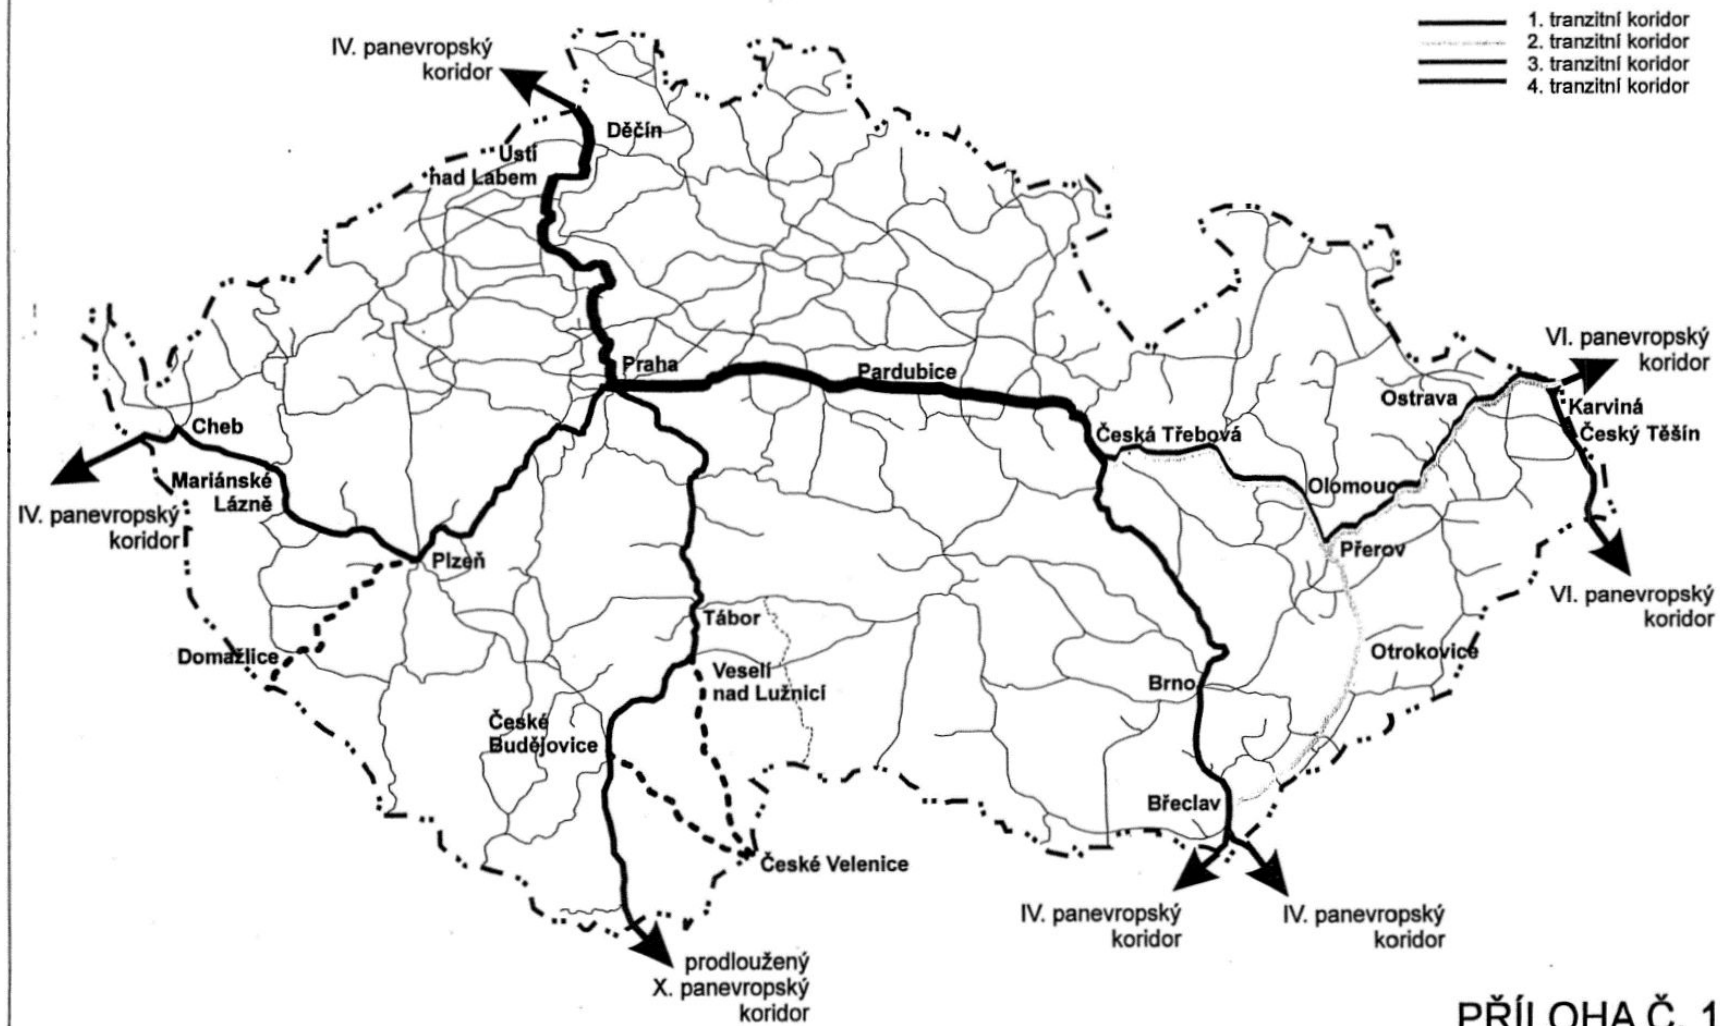 1. tranzitní koridor
2. tranzitní koridor
3. tranzitní koridor
4. tranzitní koridor
IV. panevropský
koridor
Děčín
Ústí
nad Labem
Praha
Pardubice
VI. panevropský
koridor
Ostrava
Karviná
Český Těšín
Cheb
Česká Třebová
Mariánské
Lázně
Olomouc
IV. panevropský
koridor
Plzeň
Přerov
VI. panevropský
koridor
Tábor
Domažlice
Otrokovice
Veselí
nad Lužnicí
Brno
České
Budějovice
Břeclav
České Velenice
IV. panevropský
koridor
IV. panevropský
koridor
prodloužený
X. panevropský
koridor
PŘÍLOHA Č. 1